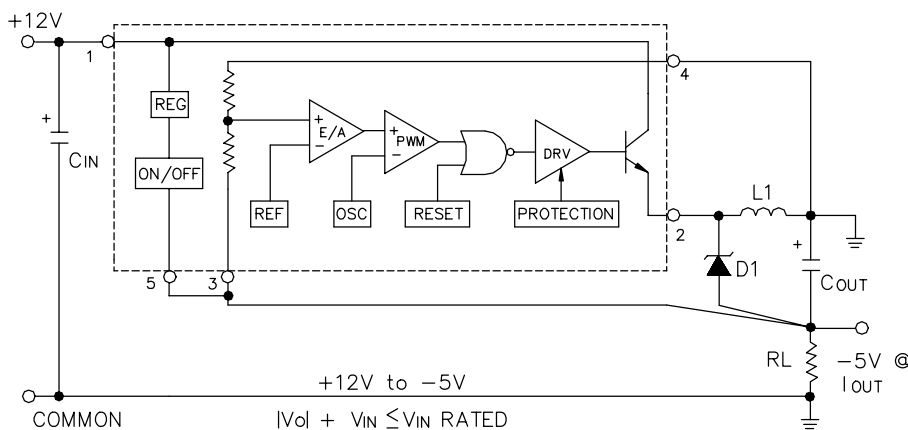 +12V
1
4
REG
+
E/A
−
+
PWM
−
DRV
+
CIN
ON/OFF
REF
OSC
RESET
PROTECTION
2
L1
+
D1
COUT
5
3
RL
−5V @
IOUT
+12V to −5V
COMMON
|Vo| + VIN ≤ VIN RATED